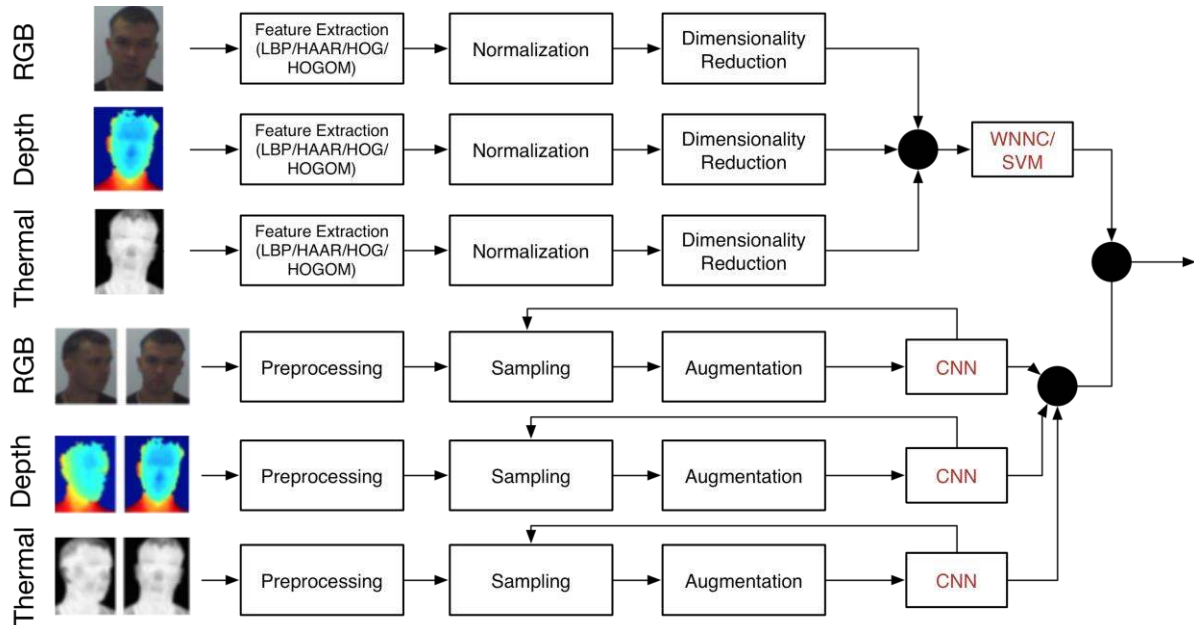 RGB
Feature Extraction
(LBP/HAAR/HOG/
HOGOM)
Normalization
Dimensionality
Reduction
Depth
Feature Extraction
(LBP/HAAR/HOG/
HOGOM)
Normalization
Dimensionality
Reduction
WNNC/
SVM
Thermal
Feature Extraction
(LBP/HAAR/HOG/
HOGOM)
Normalization
Dimensionality
Reduction
RGB
Preprocessing
Sampling
Augmentation
CNN
Depth
Preprocessing
Sampling
Augmentation
CNN
Thermal
Preprocessing
Sampling
Augmentation
CNN